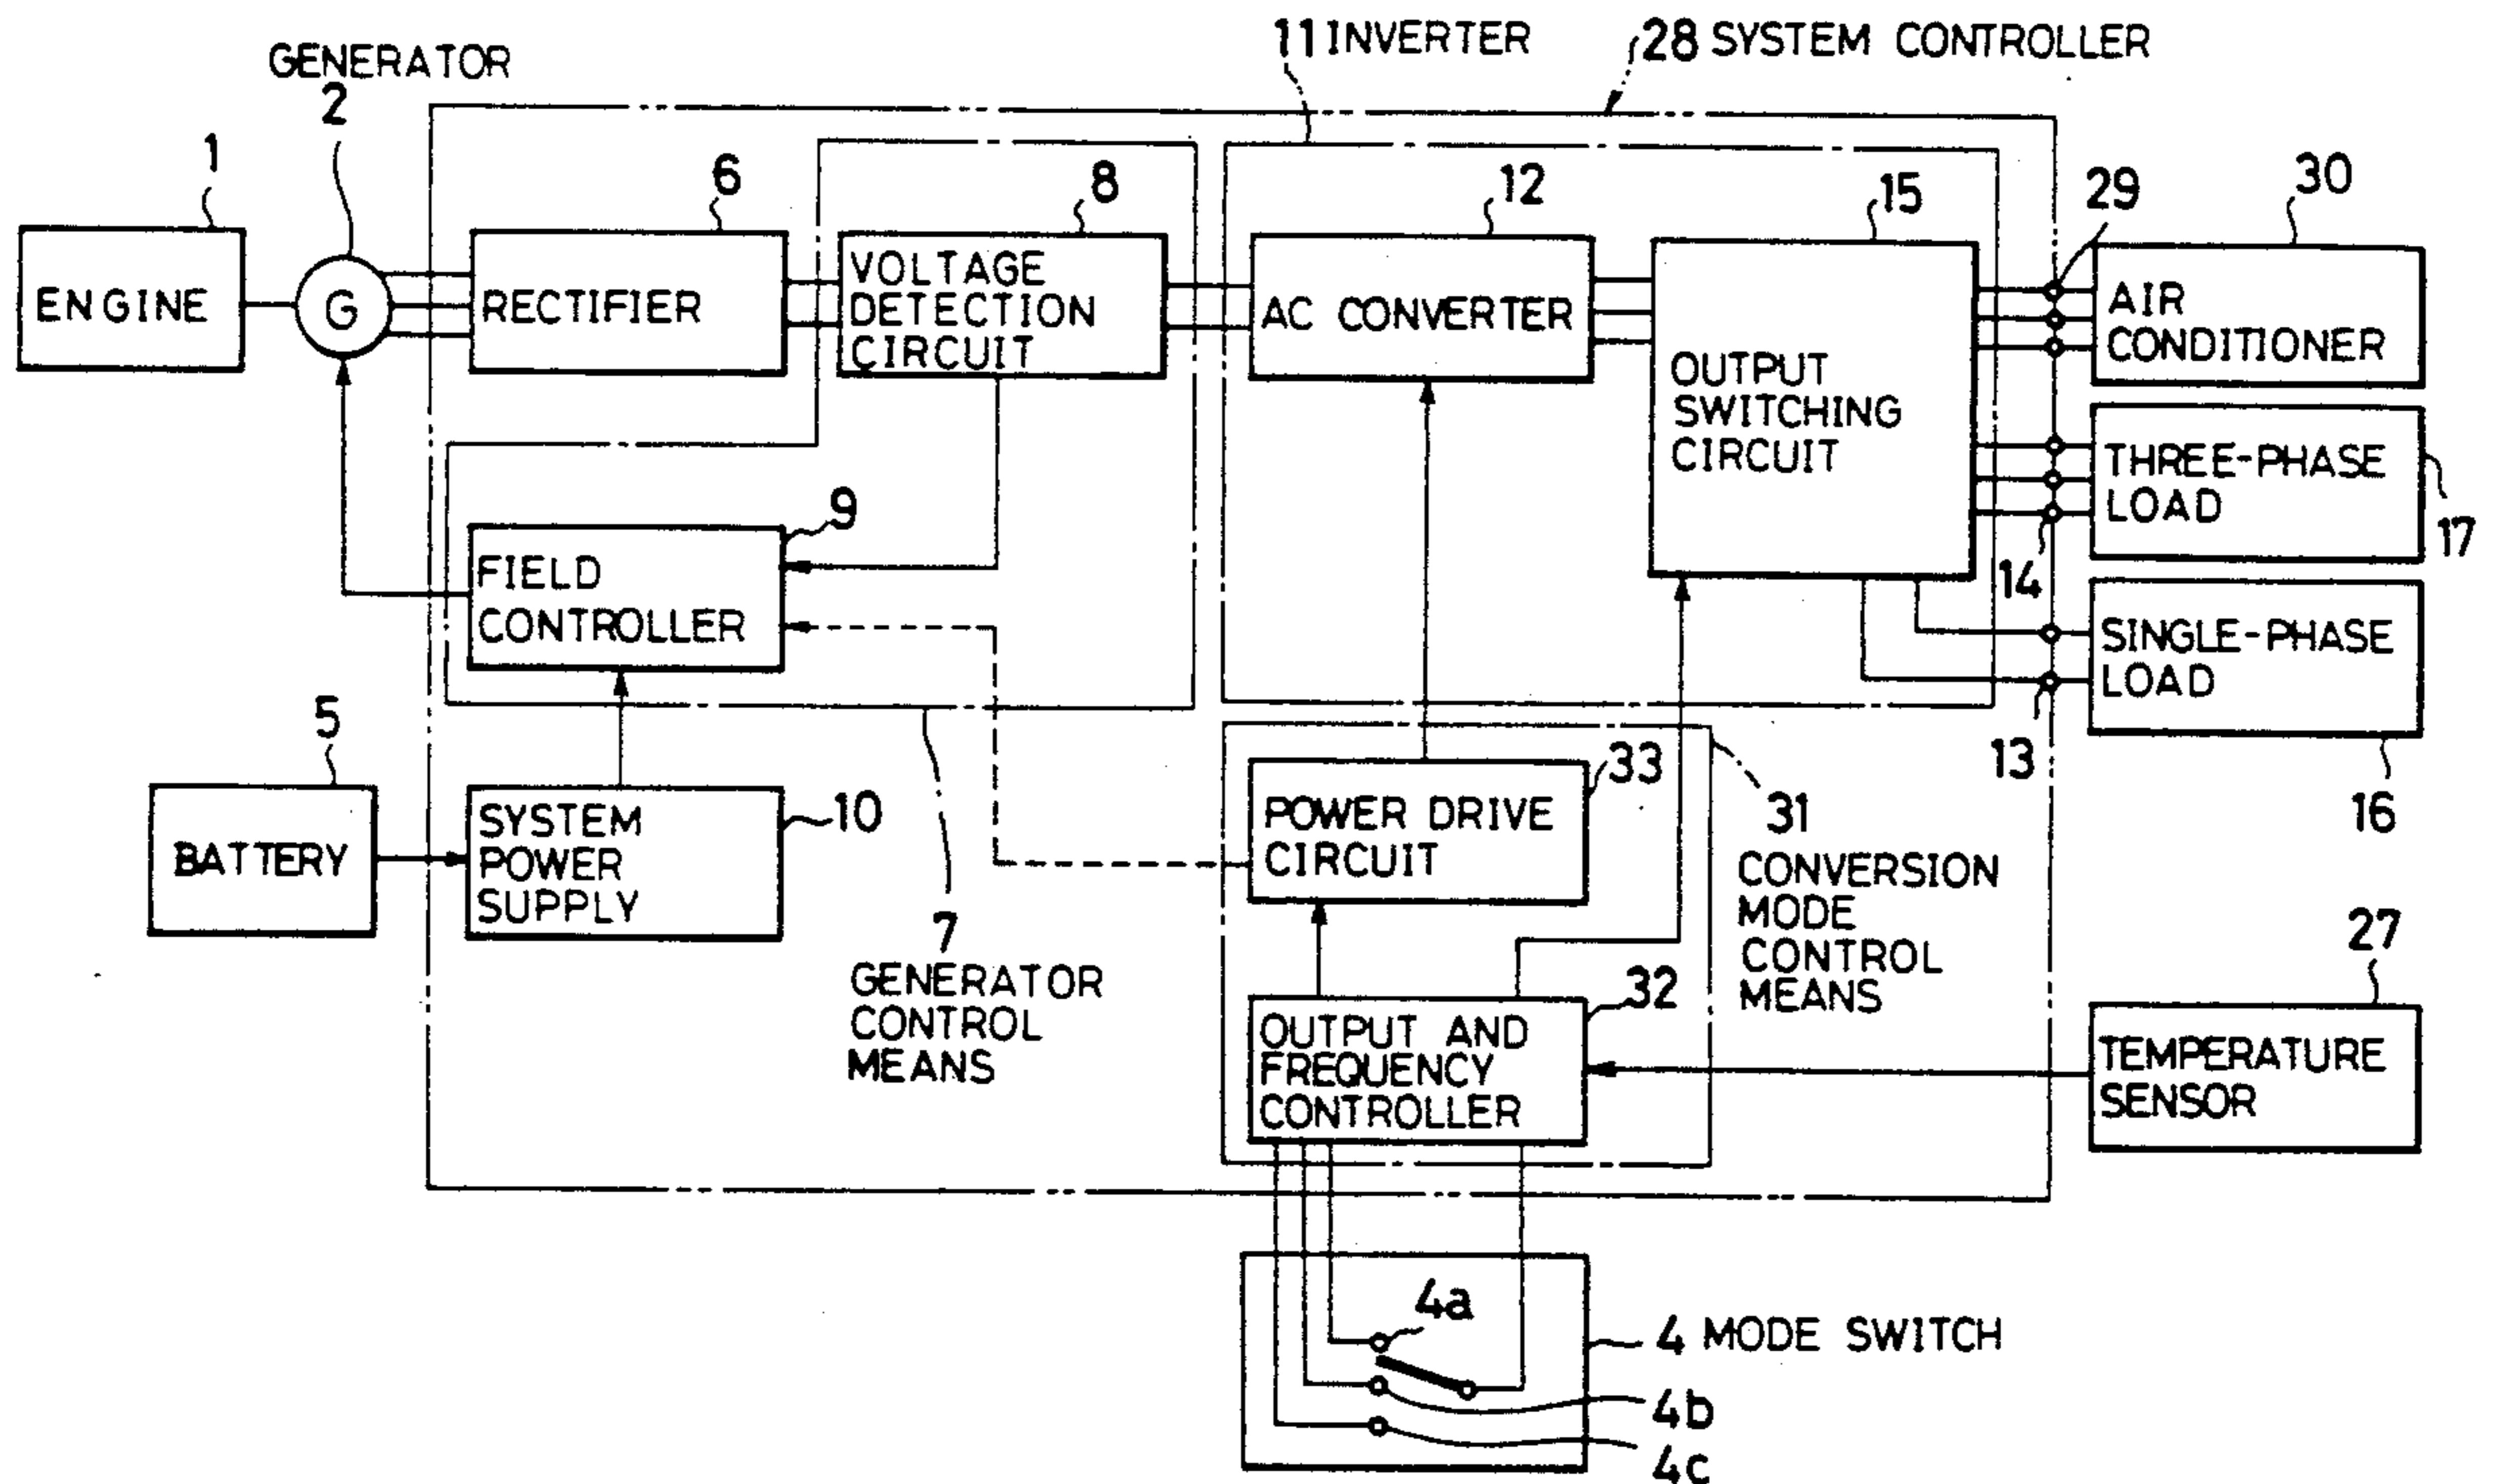 11 INVERTER
28 SYSTEM CONTROLLER
GENERATOR
2
1
6
8
12
15
29
30
ENGINE
G
RECTIFIER
VOLTAGE
DETECTION
CIRCUIT
AC CONVERTER
OUTPUT
SWITCHING
CIRCUIT
AIR
CONDITIONER
THREE-PHASE
LOAD
17
14
SINGLE-PHASE
LOAD
13
16
9
FIELD
CONTROLLER
5
BATTERY
SYSTEM
POWER
SUPPLY
10
7
GENERATOR
CONTROL
MEANS
33
POWER DRIVE
CIRCUIT
31
CONVERSION
MODE
CONTROL
MEANS
32
OUTPUT AND
FREQUENCY
CONTROLLER
27
TEMPERATURE
SENSOR
4a
4 MODE SWITCH
4b
4c